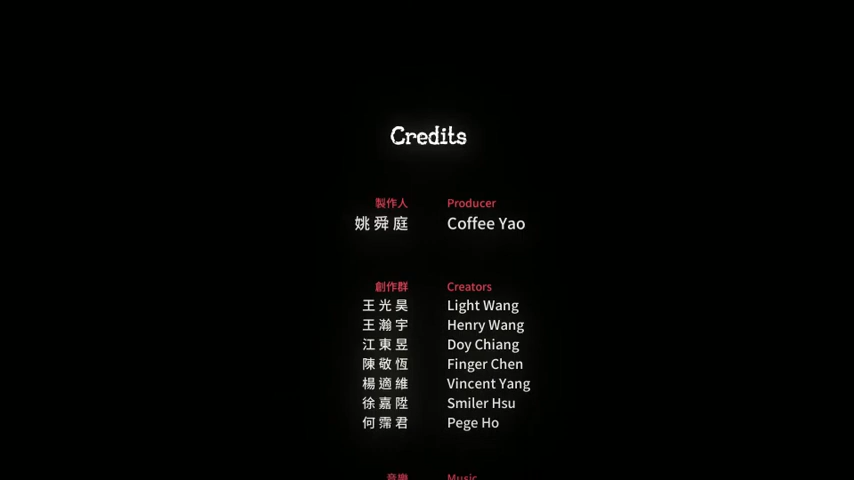 Credits
製作人 Producer
姚舜庭 Coffee Yao
創作群 Creators
王光昊 Light Wang
王瀚宇 Henry Wang
江東昱 Doy Chiang
陳敬恆 Finger Chen
楊適維 Vincent Yang
徐嘉陞 Smiler Hsu
何霈君 Pege Ho
音樂 Music